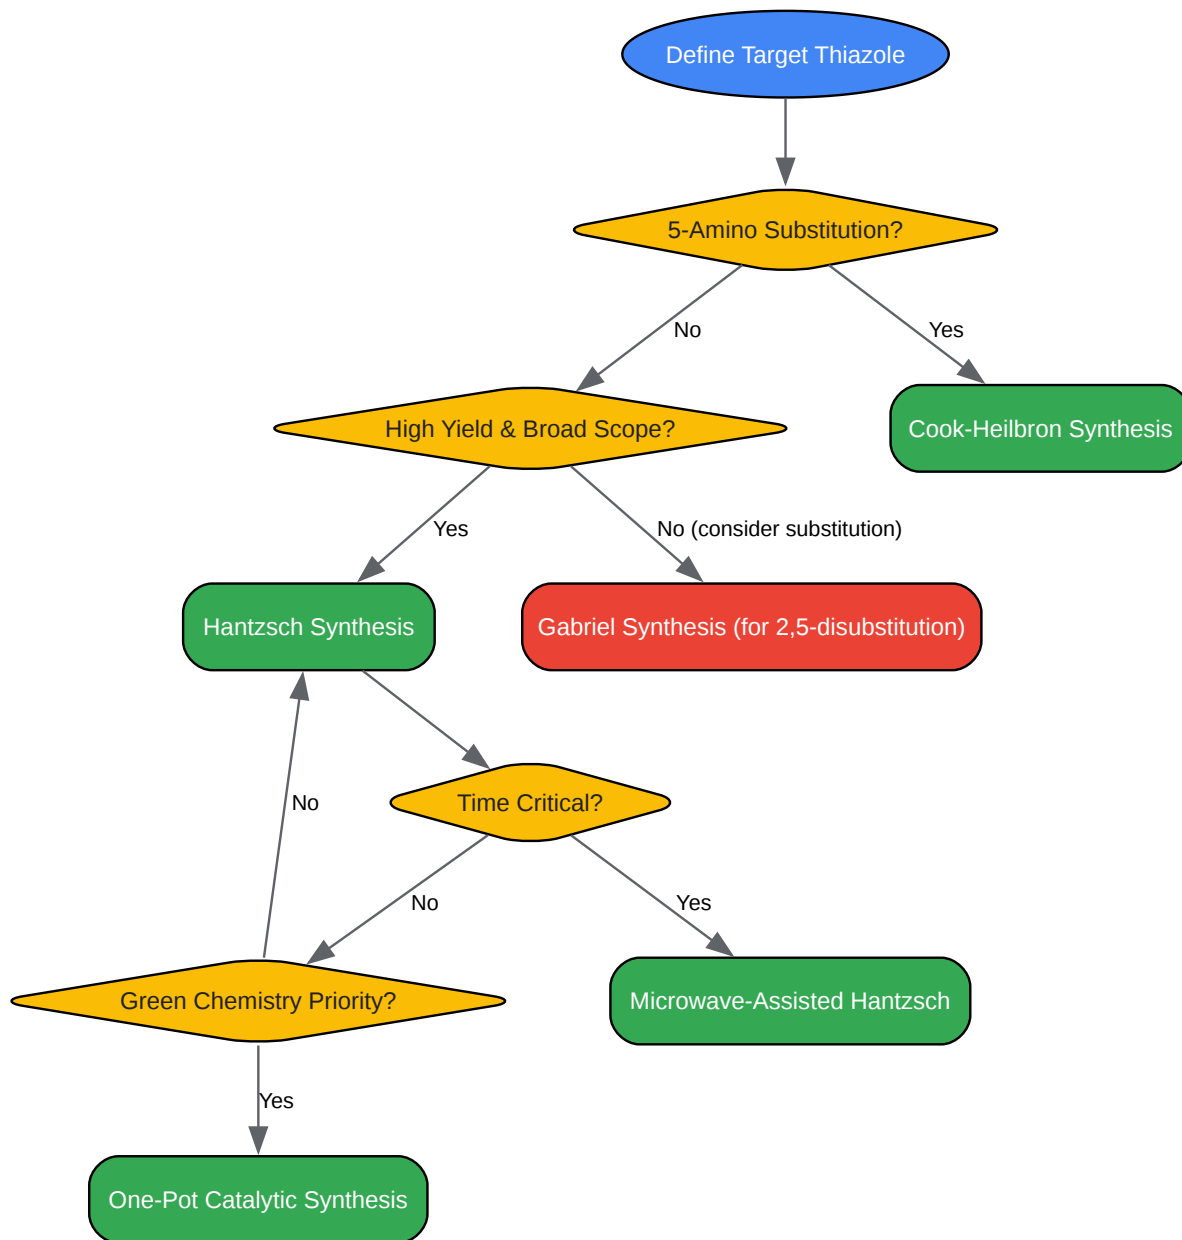 Define Target Thiazole
5-Amino Substitution?
No
Yes
High Yield & Broad Scope?
Cook-Heilbron Synthesis
Yes
No (consider substitution)
Hantzsch Synthesis
Gabriel Synthesis (for 2,5-disubstitution)
No
Time Critical?
No
Yes
Green Chemistry Priority?
Microwave-Assisted Hantzsch
Yes
One-Pot Catalytic Synthesis